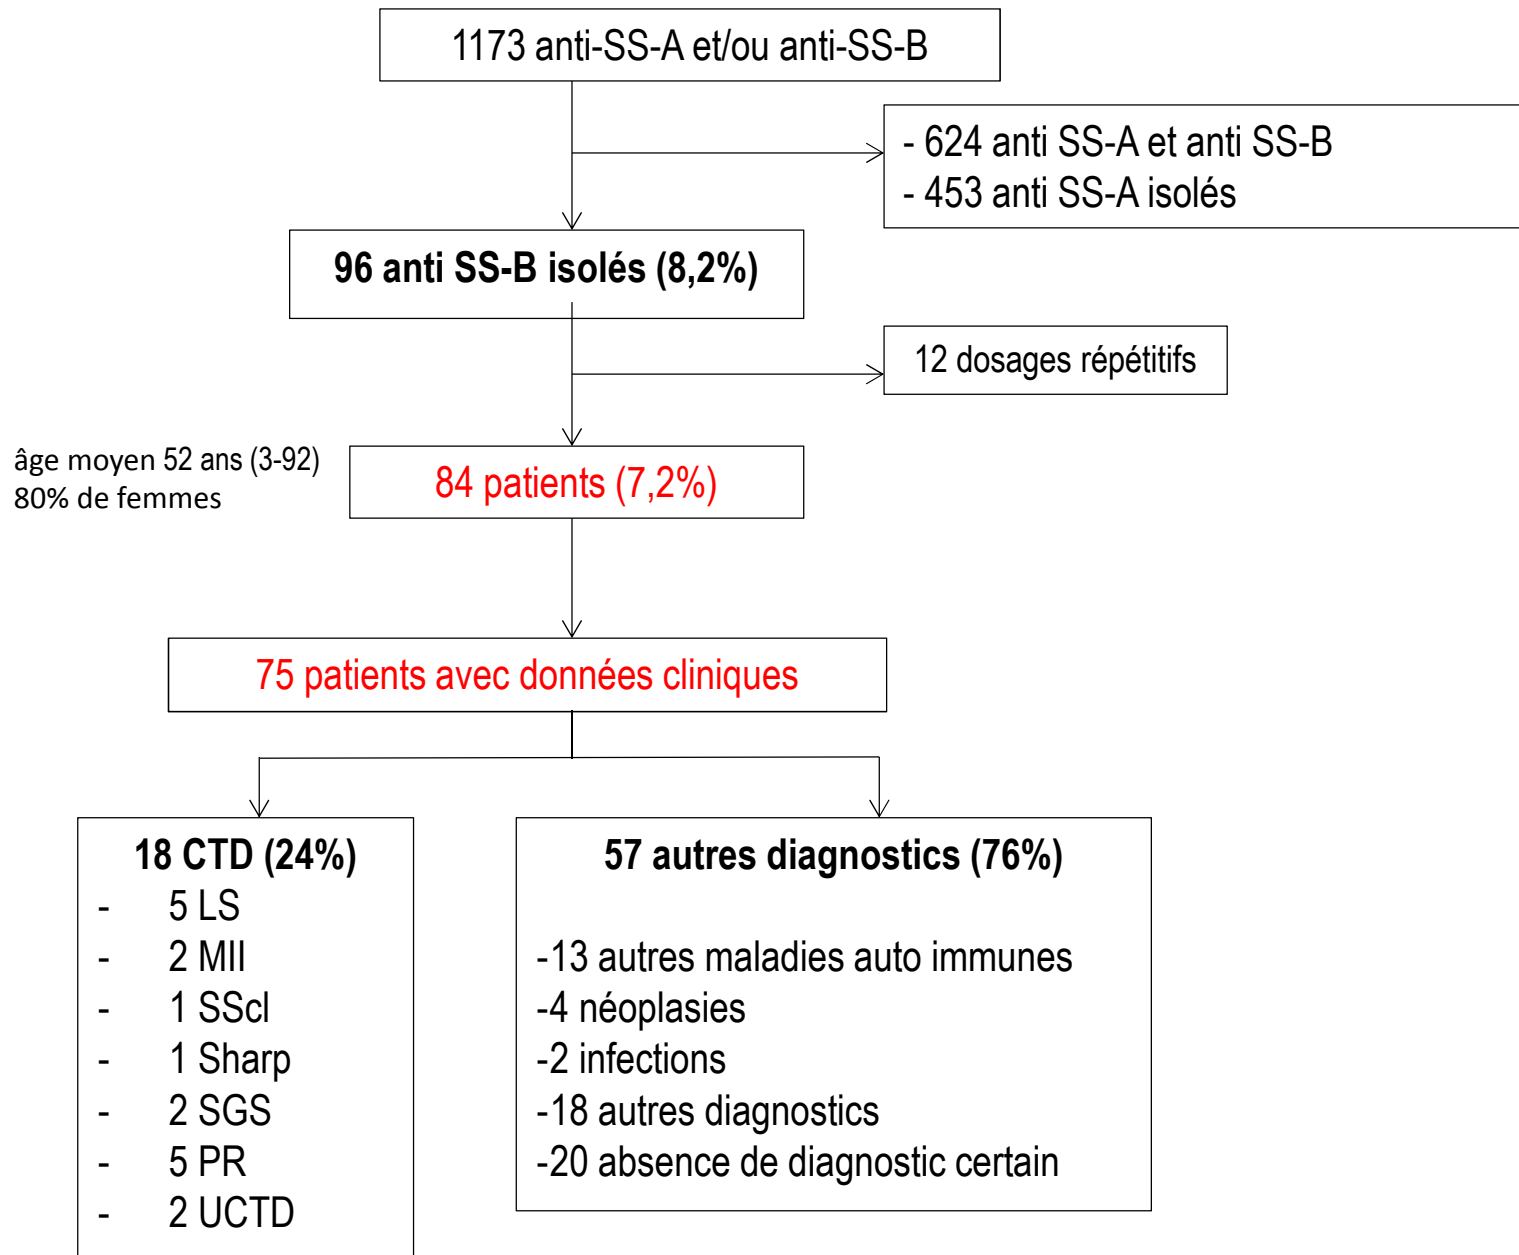 1173 anti-SS-A et/ou anti-SS-B
- 624 anti SS-A et anti SS-B
- 453 anti SS-A isolés
96 anti SS-B isolés (8,2%)
12 dosages répétitifs
âge moyen 52 ans (3-92)
80% de femmes
84 patients (7,2%)
75 patients avec données cliniques
18 CTD (24%)
- 5 LS
- 2 MII
- 1 SScl
- 1 Sharp
- 2 SGS
- 5 PR
- 2 UCTD
57 autres diagnostics (76%)
-13 autres maladies auto immunes
-4 néoplasies
-2 infections
-18 autres diagnostics
-20 absence de diagnostic certain